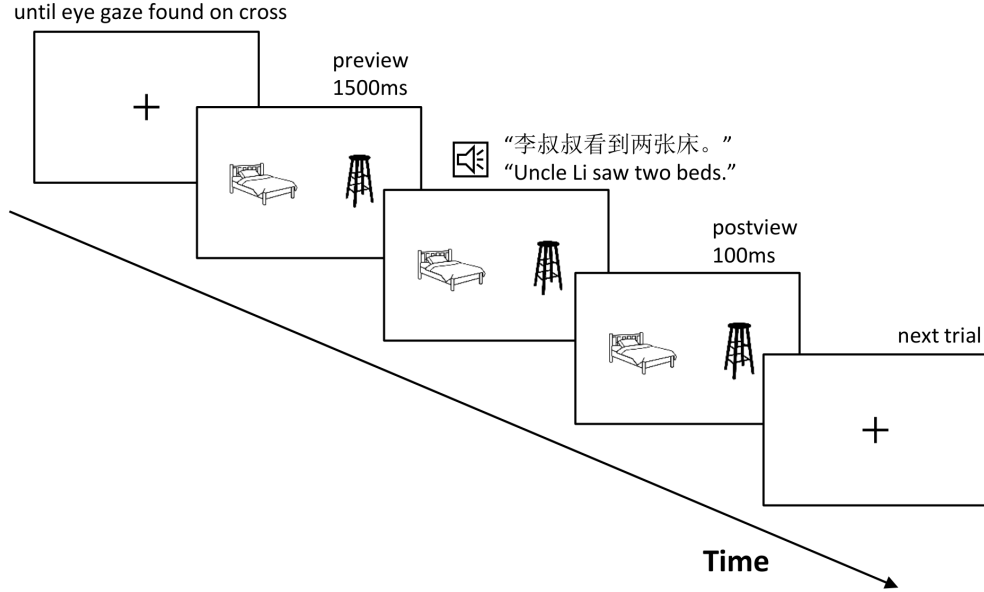 until eye gaze found on cross
preview
1500ms
“李叔叔看到两张床。”
“Uncle Li saw two beds.”
postview
100ms
next trial
Time